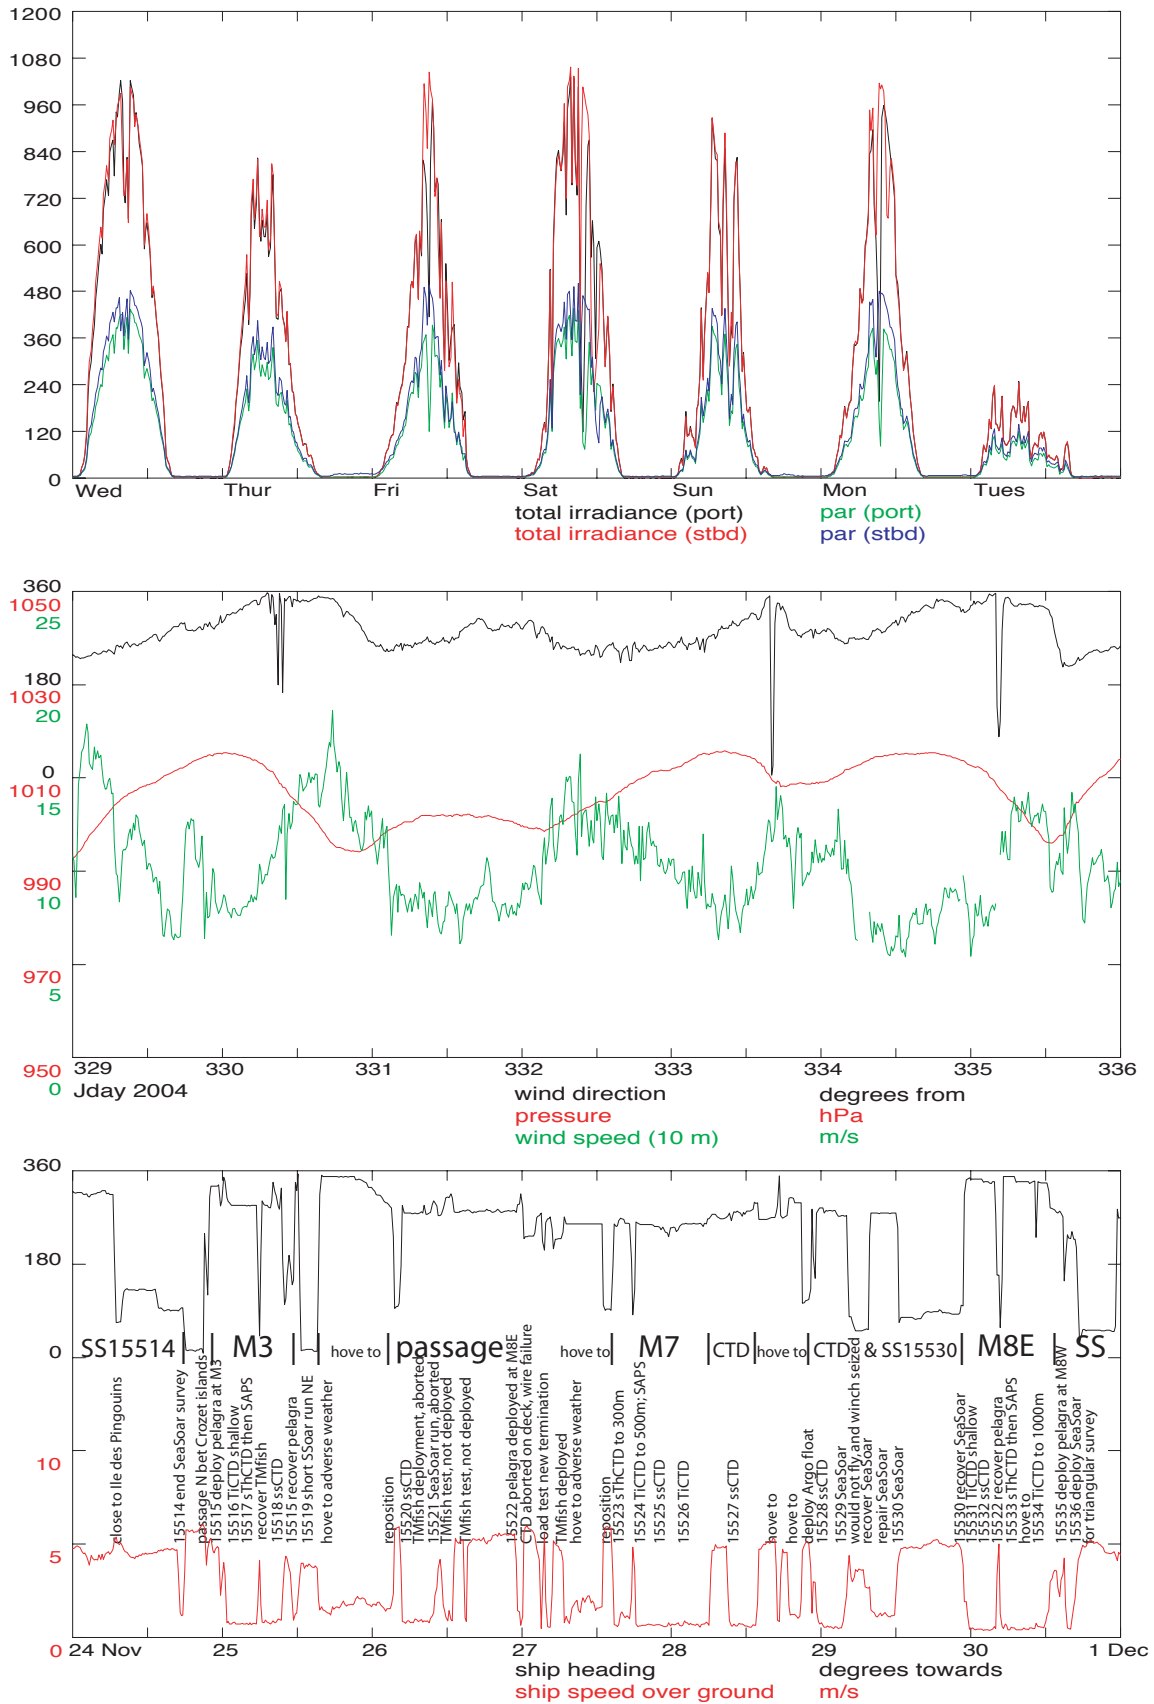 1200
1080
960
840
720
600
480
360
240
120
0
Wed Thur Fri Sat Sun Mon Tues
total irradiance (port) par (port)
total irradiance (stbd) par (stbd)
360
1050
25
180
1030
20
0
1010
15
990
10
970
5
950
0
329 330 331 332 333 334 335 336
Jday 2004 wind direction degrees from
pressure hPa
wind speed (10 m) m/s
360
180
0
10
5
0
SS15514 M3 hove to passage hove to M7 CTD hove to CTD & SS15530 M8E SS
close to Ile des Pingouins
15514 end SeaSoar survey
passage N bet Crozet islands
15515 deploy pelagra at M3
15516 TiCTD shallow
15517 sThCTD then SAPS
recover TMfish
15518 ssCTD
15515 recover pelagra
15519 short SSoar run NE
hove to adverse weather
reposition
15520 ssCTD
TMfish deployment, aborted
15521 SeaSoar run, aborted
TMfish test, not deployed
TMfish test, not deployed
15522 pelagra deployed at M8E
CTD aborted on deck, wire failure
load test new termination
TMfish deployed
hove to adverse weather
reposition
15523 sThCTD to 300m
15524 TiCTD to 500m; SAPS
15525 ssCTD
15526 TiCTD
15527 ssCTD
hove to
hove to
deploy Argo float
15528 ssCTD
15529 SeaSoar
would not fly, and winch seized
recover SeaSoar
repair SeaSoar
15530 SeaSoar
15530 recover SeaSoar
15531 TiCTD shallow
15532 ssCTD
15522 recover pelagra
15533 sThCTD then SAPS
hove to
15534 TiCTD to 1000m
15535 deploy pelagra at M8W
15536 deploy SeaSoar
for triangular survey
24 Nov 25 26 27 28 29 30 1 Dec
ship heading degrees towards
ship speed over ground m/s